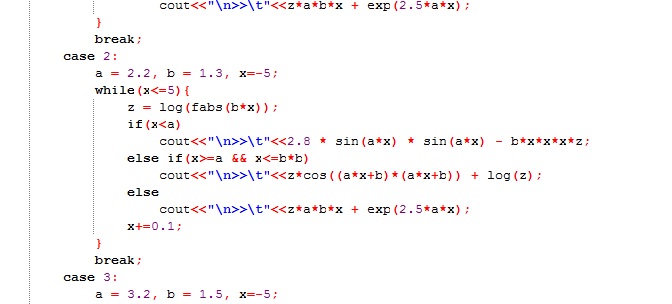 cout<<"\n>>\t"<<z*a*b*x + exp(2.5*a*x);
}
break;
case 2:
a = 2.2, b = 1.3, x=-5;
while(x<=5){
z = log(fabs(b*x));
if(x<a)
cout<<"\n>>\t"<<2.8 * sin(a*x) * sin(a*x) - b*x*x*x*z;
else if(x>=a && x<=b*b)
cout<<"\n>>\t"<<z*cos((a*x+b)*(a*x+b)) + log(z);
else
cout<<"\n>>\t"<<z*a*b*x + exp(2.5*a*x);
x+=0.1;
}
break;
case 3:
a = 3.2, b = 1.5, x=-5;